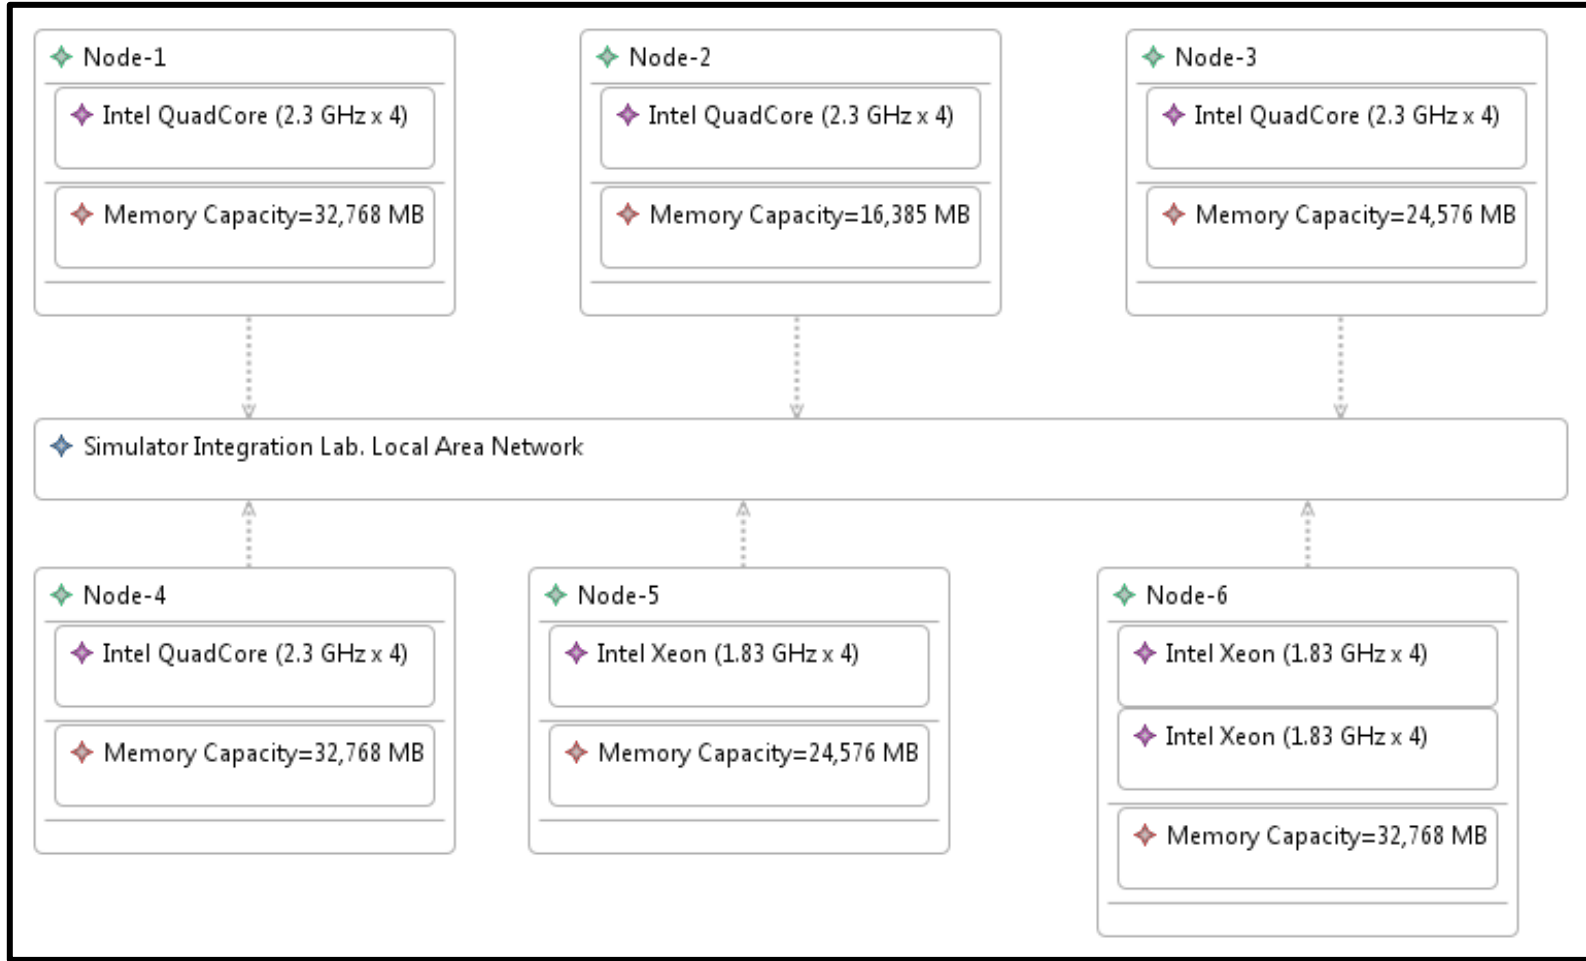 Node-1
Intel QuadCore (2.3 GHz x 4)
Memory Capacity=32,768 MB
Node-2
Intel QuadCore (2.3 GHz x 4)
Memory Capacity=16,385 MB
Node-3
Intel QuadCore (2.3 GHz x 4)
Memory Capacity=24,576 MB
Simulator Integration Lab. Local Area Network
Node-4
Intel QuadCore (2.3 GHz x 4)
Memory Capacity=32,768 MB
Node-5
Intel Xeon (1.83 GHz x 4)
Memory Capacity=24,576 MB
Node-6
Intel Xeon (1.83 GHz x 4)
Intel Xeon (1.83 GHz x 4)
Memory Capacity=32,768 MB